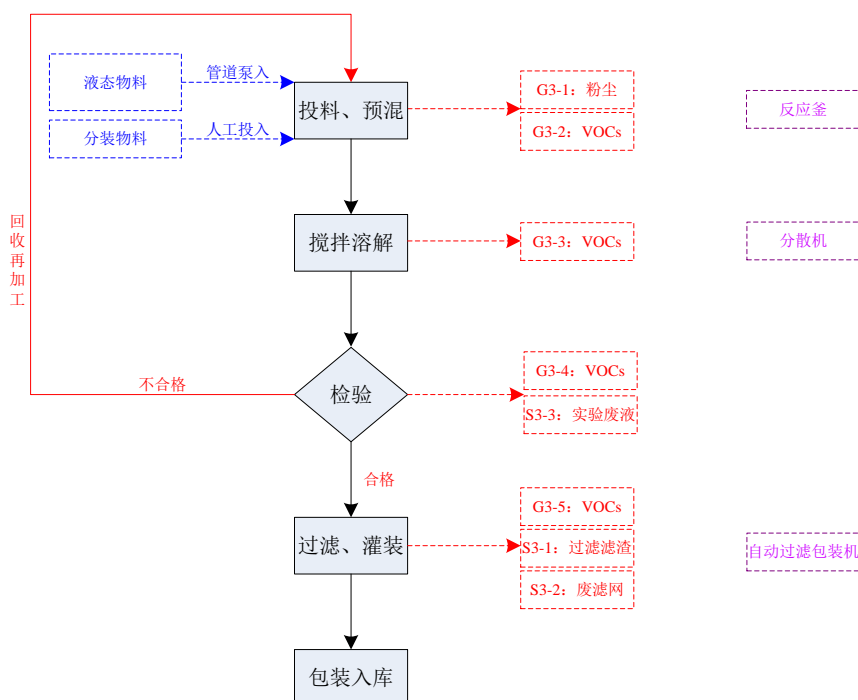 液态物料
管道泵入
投料、预混
G3-1：粉尘
G3-2：VOCs
反应釜
分装物料
人工投入
回收再加工
搅拌溶解
G3-3：VOCs
分散机
不合格
检验
G3-4：VOCs
S3-3：实验废液
合格
过滤、灌装
G3-5：VOCs
S3-1：过滤滤渣
S3-2：废滤网
自动过滤包装机
包装入库